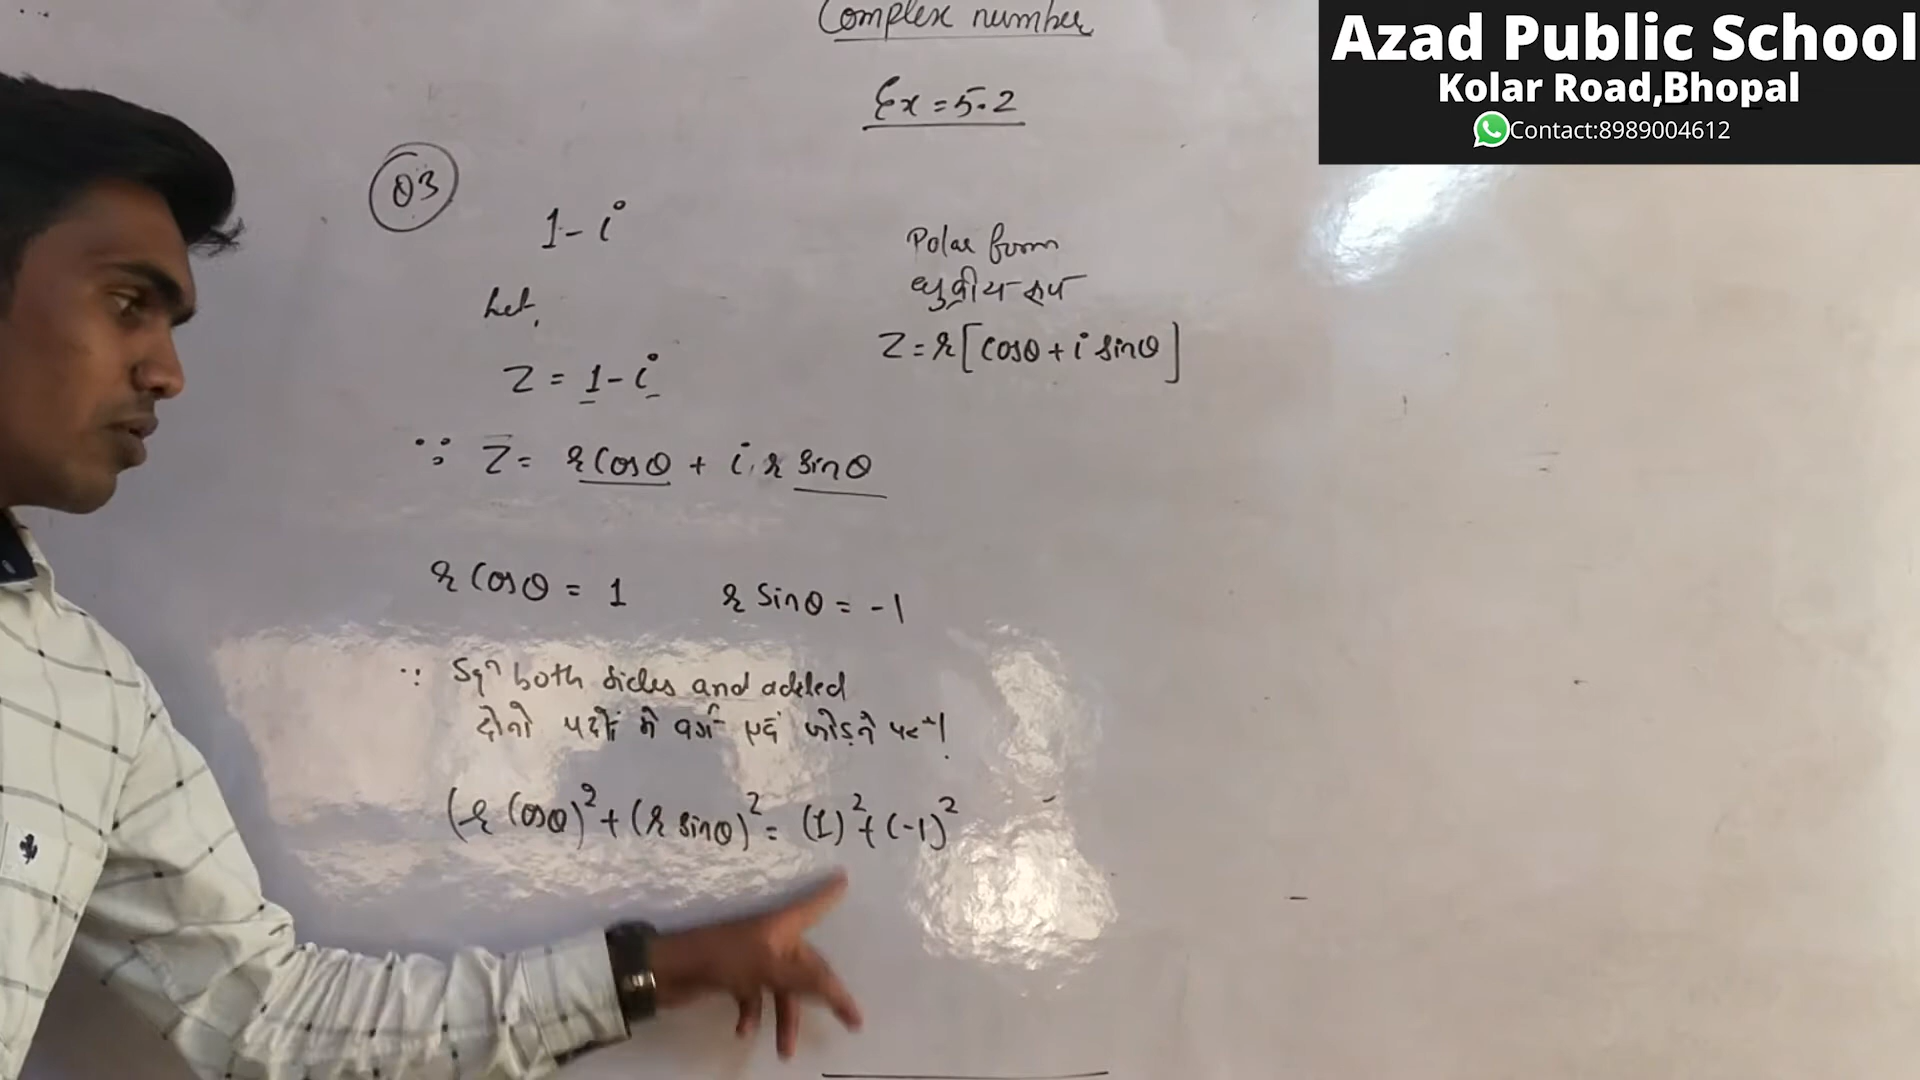 Complex number
Azad Public School
Kolar Road,Bhopal
Contact:8989004612
Ex = 5.2
Q3
1 - i
Polar form
ध्रुवीय रूप
Let,
Z = 1 - i
Z = r[cosθ + i sinθ]
∵ Z = r Cosθ + i r sinθ
r Cosθ = 1 r Sinθ = -1
∵ Sqⁿ both sides and added
दोनो पदों में वर्ग एवं जोड़ने पर -
(r Cosθ)² + (r sinθ)² = (1)² + (-1)²